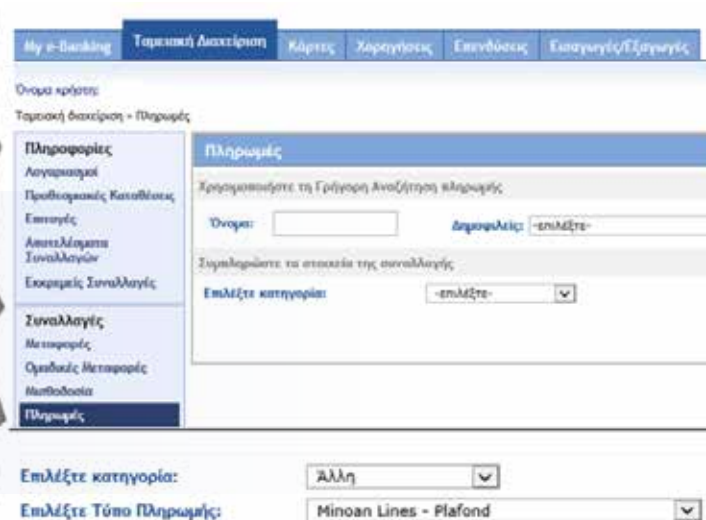 My e-Banking Ταμειακή Διαχείριση Κάρτες Χορηγήσεις Επενδύσεις Εισαγωγές/Εξαγωγές
Όνομα χρήστη:
Ταμειακή διαχείριση » Πληρωμές
Πληροφορίες
Λογαριασμοί
Προθεσμιακές Καταθέσεις
Επιταγές
Αποτελέσματα
Συναλλαγών
Εκκρεμείς Συναλλαγές
Συναλλαγές
Μεταφορές
Ομαδικές Μεταφορές
Μισθοδοσία
Πληρωμές
Πληρωμές
Χρησιμοποιήστε τη Γρήγορη Αναζήτηση πληρωμής
Όνομα: Δημοφιλείς: -επιλέξτε-
Συμπληρώστε τα στοιχεία της συναλλαγής
Επιλέξτε κατηγορία: -επιλέξτε-
Επιλέξτε κατηγορία: Άλλη
Επιλέξτε Τύπο Πληρωμής: Minoan Lines - Plafond